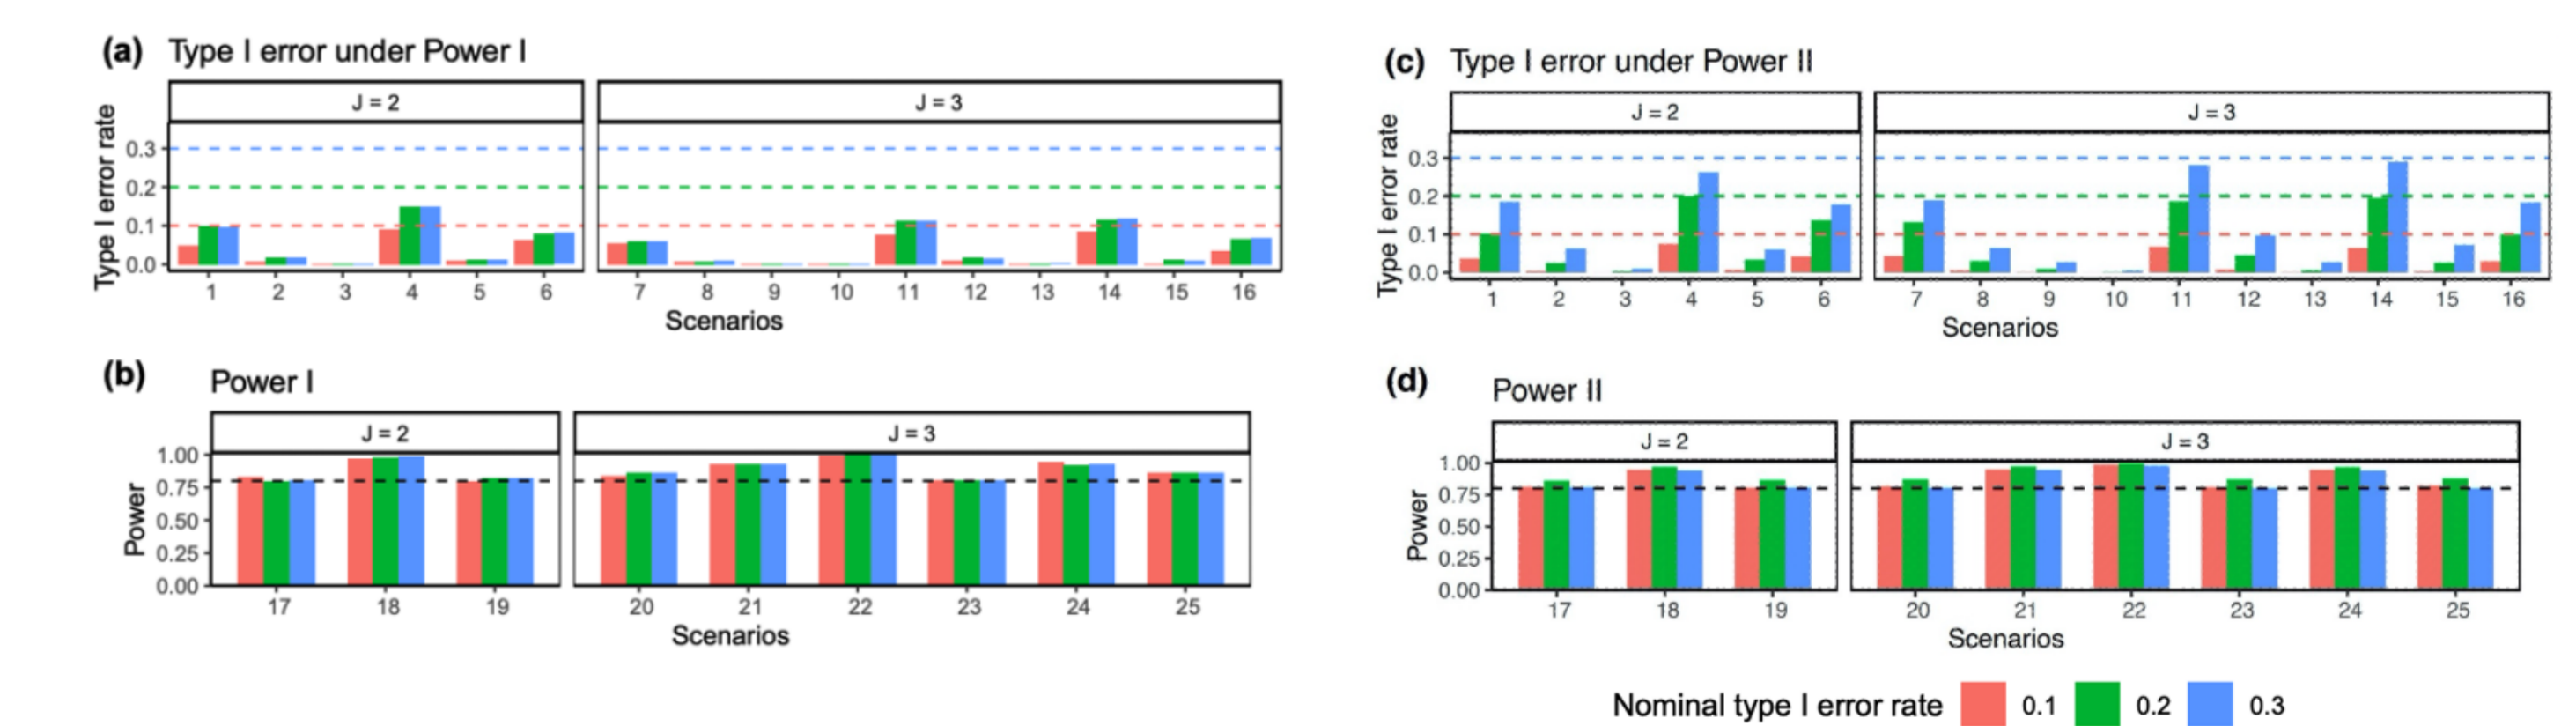 (a) Type I error under Power I
J = 2
J = 3
Type I error rate
0.3
0.2
0.1
0.0
1 2 3 4 5 6
7 8 9 10 11 12 13 14 15 16
Scenarios
(b) Power I
J = 2
J = 3
Power
1.00
0.75
0.50
0.25
0.00
17 18 19
20 21 22 23 24 25
Scenarios
(c) Type I error under Power II
J = 2
J = 3
Type I error rate
0.3
0.2
0.1
0.0
1 2 3 4 5 6
7 8 9 10 11 12 13 14 15 16
Scenarios
(d) Power II
J = 2
J = 3
Power
1.00
0.75
0.50
0.25
0.00
17 18 19
20 21 22 23 24 25
Scenarios
Nominal type I error rate 0.1 0.2 0.3